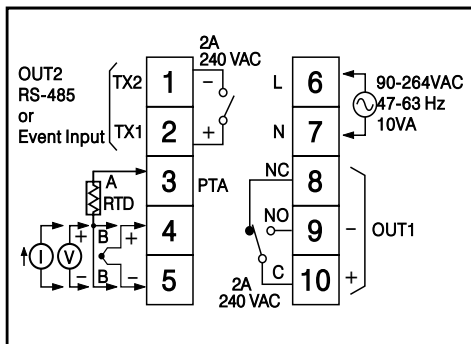 2A
240 VAC
OUT2
RS-485
or
Event Input
TX2
TX1
1
2
3
4
5
−
+
PTA
A
RTD
B
B
+
−
+
−
I
V
L
N
6
7
8
9
10
90-264VAC
47-63 Hz
10VA
NC
NO
C
−
+
OUT1
2A
240 VAC